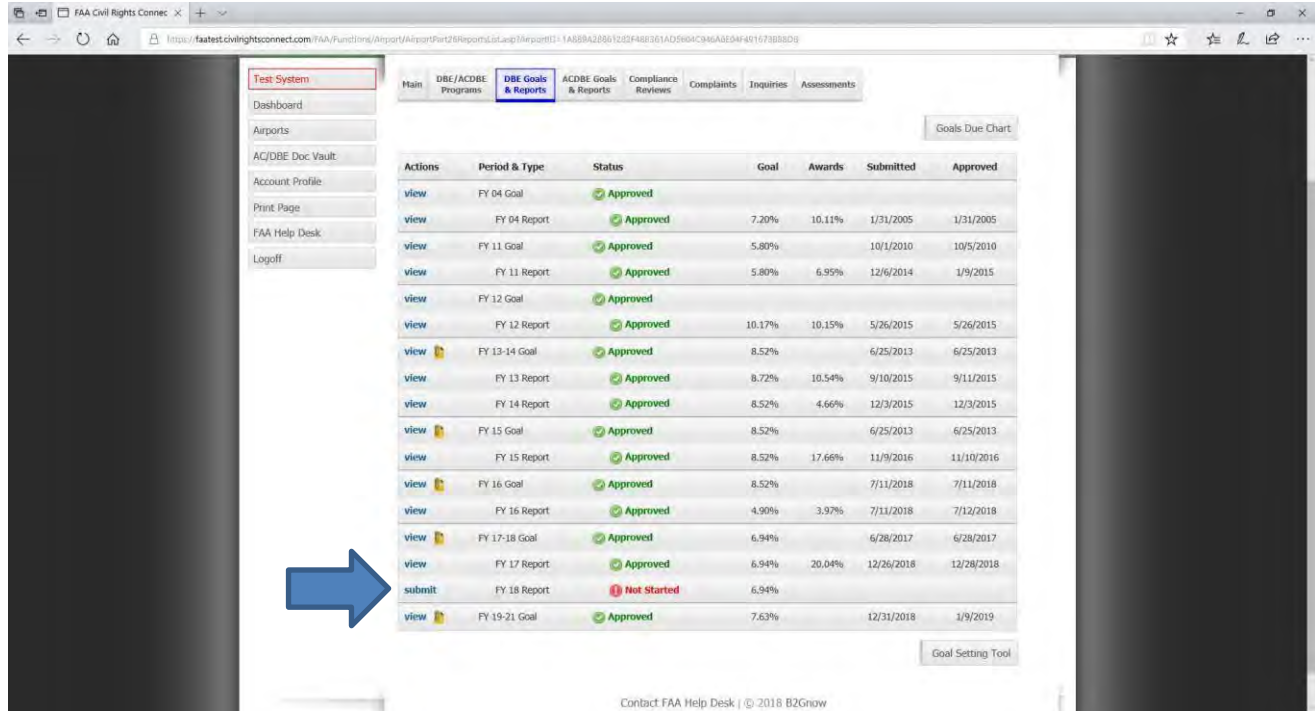 FAA Civil Rights Connec
faatest.civilrightsconnect.com
Test System
Dashboard
Airports
AC/DBE Doc Vault
Account Profile
Print Page
FAA Help Desk
Logoff
Main DBE/ACDBE Programs DBE Goals & Reports ACDBE Goals & Reports Compliance Reviews Complaints Inquiries Assessments
Goals Due Chart
Actions Period & Type Status Goal Awards Submitted Approved
view FY 04 Goal Approved
view FY 04 Report Approved 7.20% 10.11% 1/31/2005 1/31/2005
view FY 11 Goal Approved 5.80% 10/1/2010 10/5/2010
view FY 11 Report Approved 5.80% 6.95% 12/6/2014 1/9/2015
view FY 12 Goal Approved
view FY 12 Report Approved 10.17% 10.15% 5/26/2015 5/26/2015
view FY 13-14 Goal Approved 8.52% 6/25/2013 6/25/2013
view FY 13 Report Approved 8.72% 10.54% 9/10/2015 9/11/2015
view FY 14 Report Approved 8.52% 4.66% 12/3/2015 12/3/2015
view FY 15 Goal Approved 8.52% 6/25/2013 6/25/2013
view FY 15 Report Approved 8.52% 17.66% 11/9/2016 11/10/2016
view FY 16 Goal Approved 8.52% 7/11/2018 7/11/2018
view FY 16 Report Approved 4.90% 3.97% 7/11/2018 7/12/2018
view FY 17-18 Goal Approved 6.94% 6/28/2017 6/28/2017
view FY 17 Report Approved 6.94% 20.04% 12/26/2018 12/28/2018
submit FY 18 Report Not Started 6.94%
view FY 19-21 Goal Approved 7.63% 12/31/2018 1/9/2019
Goal Setting Tool
Contact FAA Help Desk | © 2018 B2Gnow